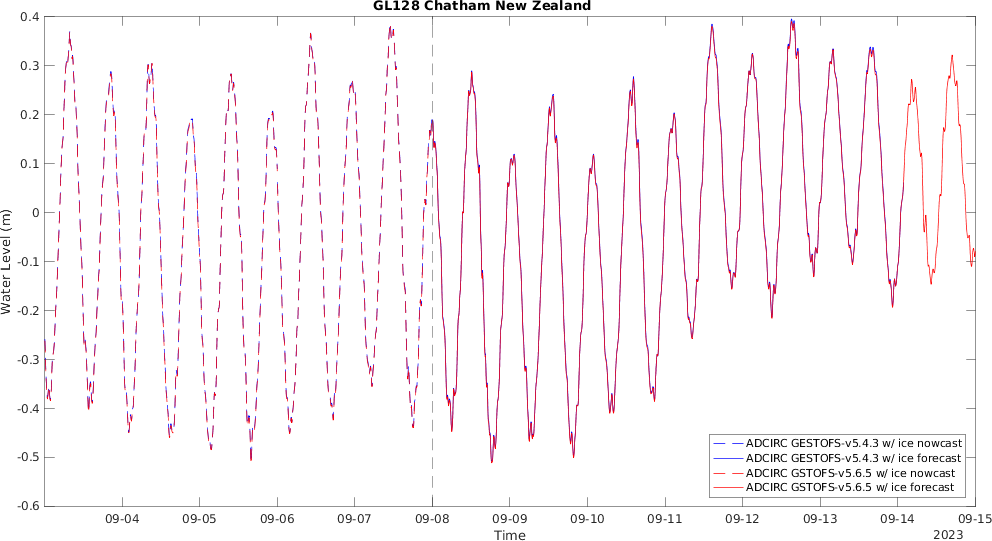 GL128 Chatham New Zealand
Water Level (m)
0.4
0.3
0.2
0.1
0
-0.1
-0.2
-0.3
-0.4
-0.5
-0.6
ADCIRC GESTOFS-v5.4.3 w/ ice nowcast
ADCIRC GESTOFS-v5.4.3 w/ ice forecast
ADCIRC GSTOFS-v5.6.5 w/ ice nowcast
ADCIRC GSTOFS-v5.6.5 w/ ice forecast
09-04 09-05 09-06 09-07 09-08 09-09 09-10 09-11 09-12 09-13 09-14 09-15
Time
2023